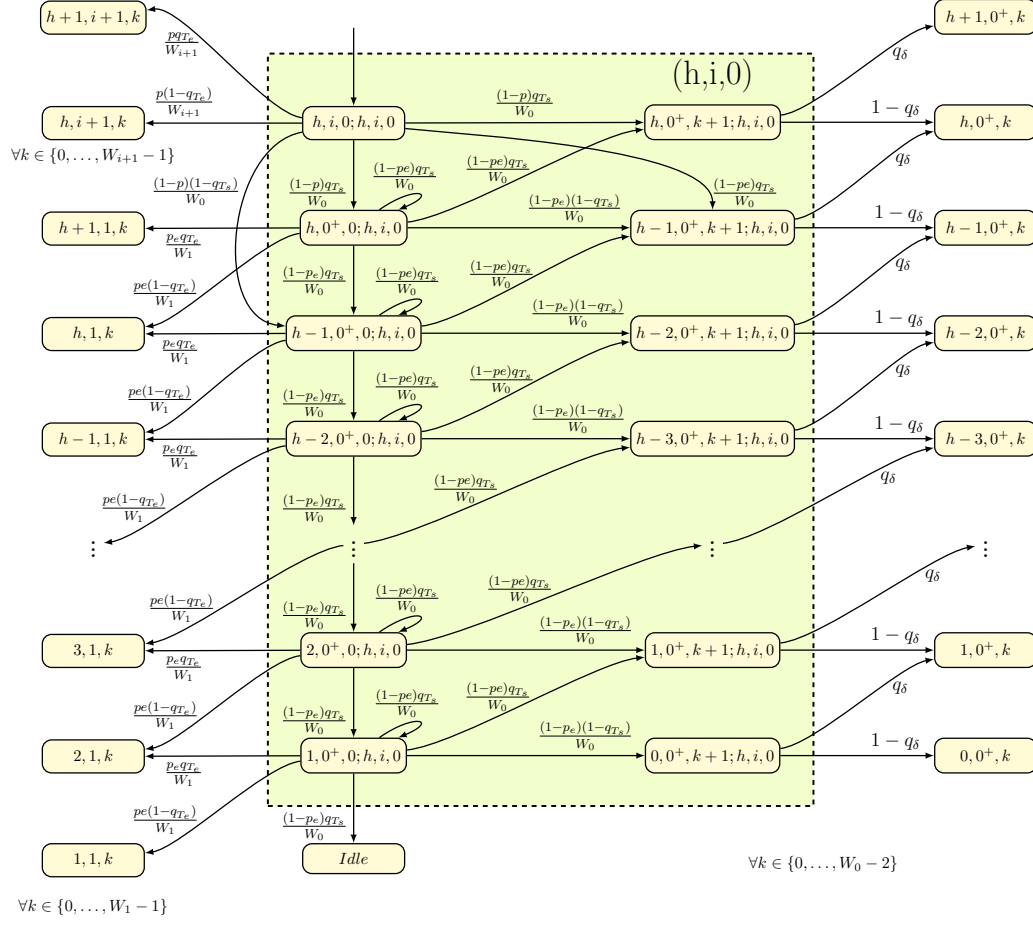 h+1, i+1, k
h+1, 0⁺, k
pq_{T_e}/W_{i+1}
(h,i,0)
q_δ
p(1−q_{T_e})/W_{i+1}
(1−p)q_{T_s}/W_0
1 − q_δ
h, i+1, k
h, i, 0; h, i, 0
h, 0⁺, k+1; h, i, 0
h, 0⁺, k
∀k ∈ {0, …, W_{i+1} − 1}
q_δ
(1−p)(1−q_{T_s})/W_0
(1−p)q_{T_s}/W_0
(1−pe)q_{T_s}/W_0
(1−pe)q_{T_s}/W_0
(1−pe)q_{T_s}/W_0
(1−p_e)(1−q_{T_s})/W_0
1 − q_δ
h+1, 1, k
h, 0⁺, 0; h, i, 0
h−1, 0⁺, k+1; h, i, 0
h−1, 0⁺, k
p_e q_{T_e}/W_1
q_δ
pe(1−q_{T_e})/W_1
(1−p_e)q_{T_s}/W_0
(1−pe)q_{T_s}/W_0
(1−pe)q_{T_s}/W_0
(1−p_e)(1−q_{T_s})/W_0
1 − q_δ
h, 1, k
h−1, 0⁺, 0; h, i, 0
h−2, 0⁺, k+1; h, i, 0
h−2, 0⁺, k
p_e q_{T_e}/W_1
q_δ
pe(1−q_{T_e})/W_1
(1−p_e)q_{T_s}/W_0
(1−pe)q_{T_s}/W_0
(1−pe)q_{T_s}/W_0
(1−p_e)(1−q_{T_s})/W_0
1 − q_δ
h−1, 1, k
h−2, 0⁺, 0; h, i, 0
h−3, 0⁺, k+1; h, i, 0
h−3, 0⁺, k
p_e q_{T_e}/W_1
q_δ
pe(1−q_{T_e})/W_1
(1−p_e)q_{T_s}/W_0
(1−pe)q_{T_s}/W_0
⋮
⋮
⋮
⋮
q_δ
pe(1−q_{T_e})/W_1
(1−p_e)q_{T_s}/W_0
(1−pe)q_{T_s}/W_0
(1−pe)q_{T_s}/W_0
(1−p_e)(1−q_{T_s})/W_0
1 − q_δ
3, 1, k
2, 0⁺, 0; h, i, 0
1, 0⁺, k+1; h, i, 0
1, 0⁺, k
p_e q_{T_e}/W_1
q_δ
pe(1−q_{T_e})/W_1
(1−p_e)q_{T_s}/W_0
(1−pe)q_{T_s}/W_0
(1−pe)q_{T_s}/W_0
(1−p_e)(1−q_{T_s})/W_0
1 − q_δ
2, 1, k
1, 0⁺, 0; h, i, 0
0, 0⁺, k+1; h, i, 0
0, 0⁺, k
p_e q_{T_e}/W_1
pe(1−q_{T_e})/W_1
(1−p_e)q_{T_s}/W_0
1, 1, k
Idle
∀k ∈ {0, …, W_0 − 2}
∀k ∈ {0, …, W_1 − 1}